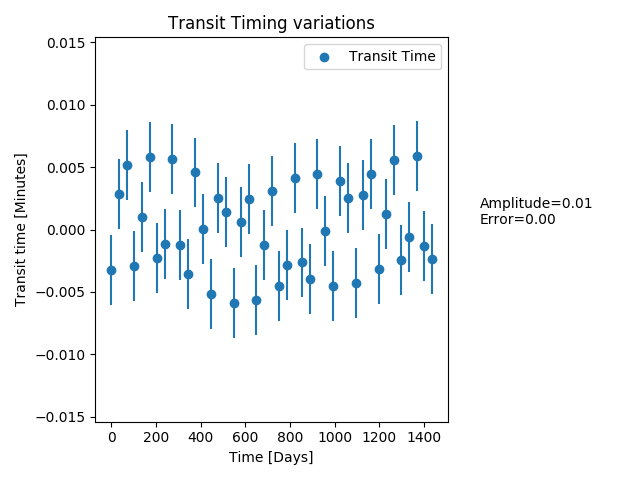 Transit Timing variations
Transit Time
0.015
0.010
0.005
0.000
−0.005
−0.010
−0.015
Transit time [Minutes]
0 200 400 600 800 1000 1200 1400
Time [Days]
Amplitude=0.01
Error=0.00